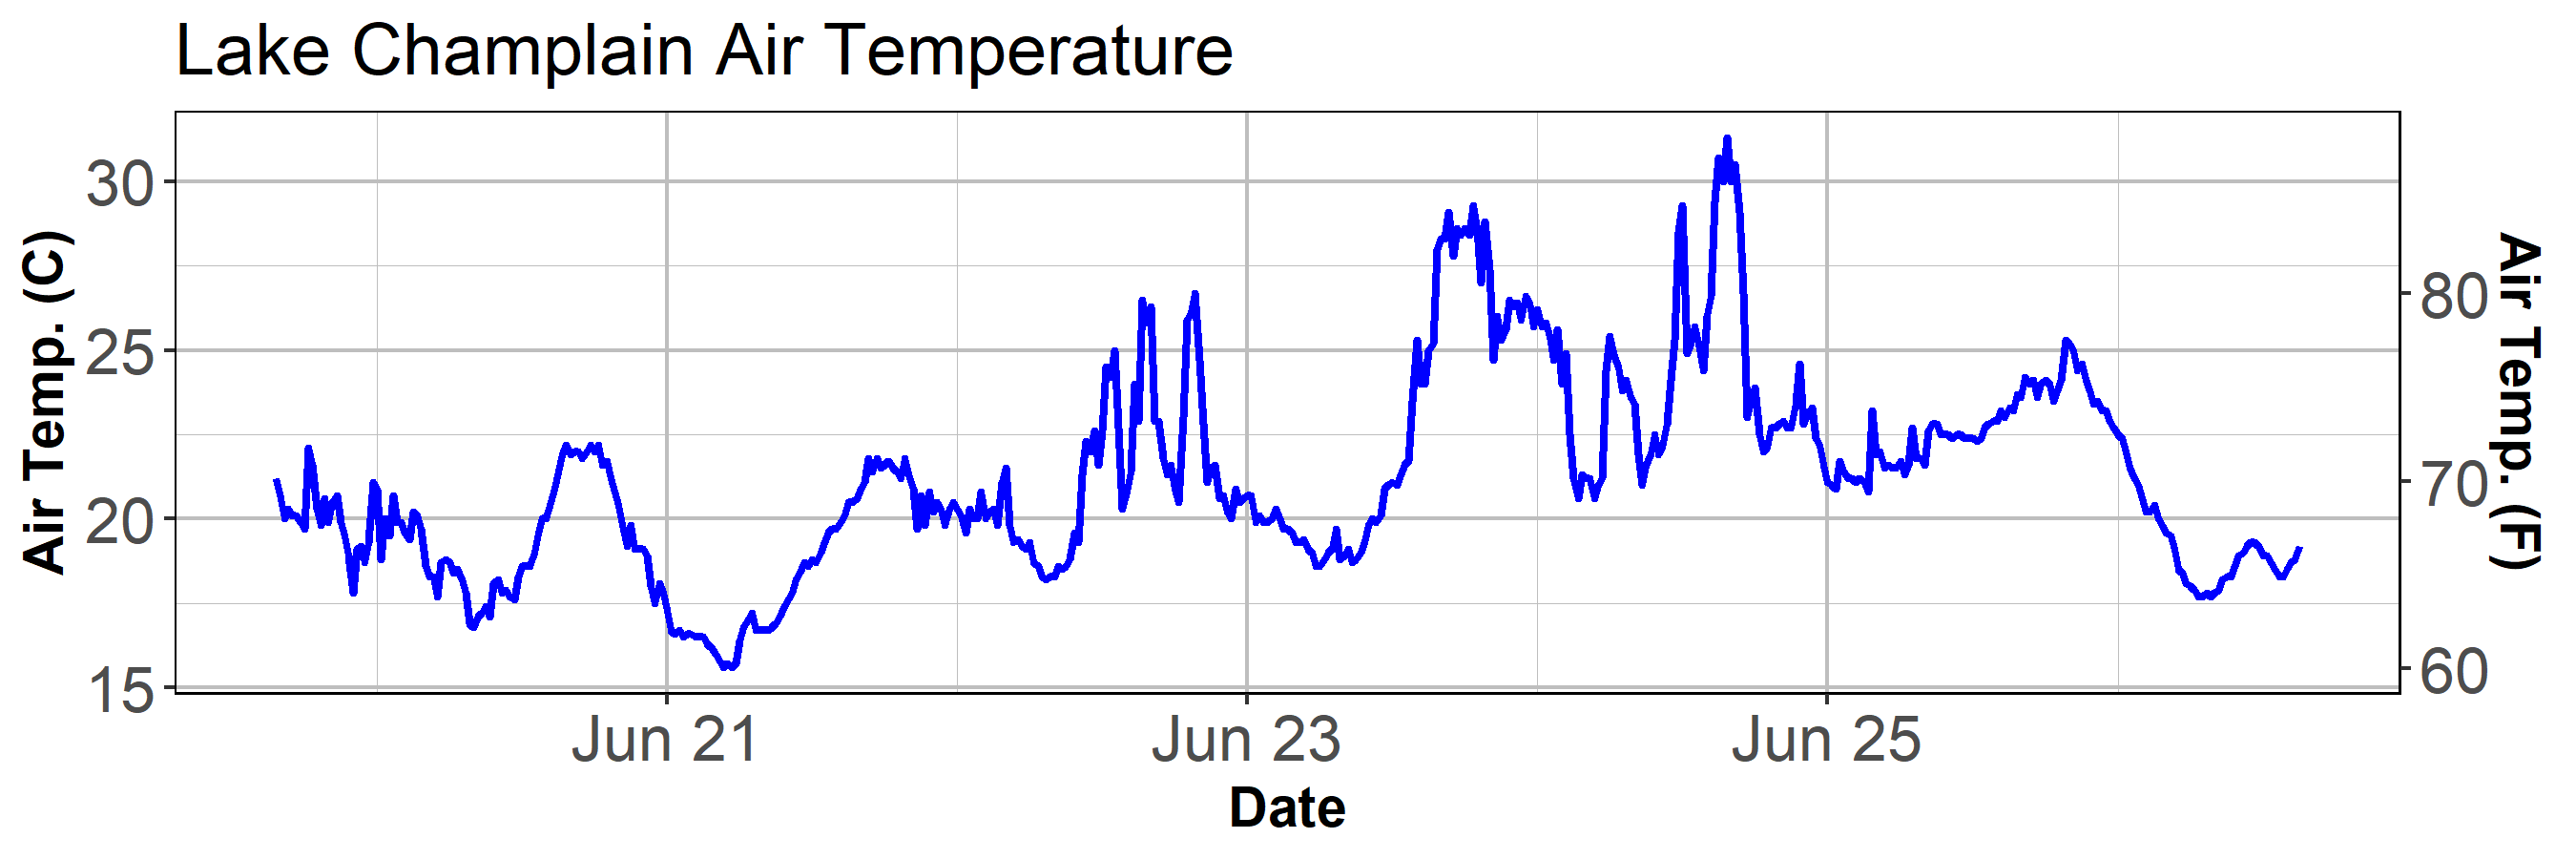 Lake Champlain Air Temperature
Air Temp. (C)
30
25
20
15
80
70
60
Air Temp. (F)
Jun 21
Jun 23
Jun 25
Date